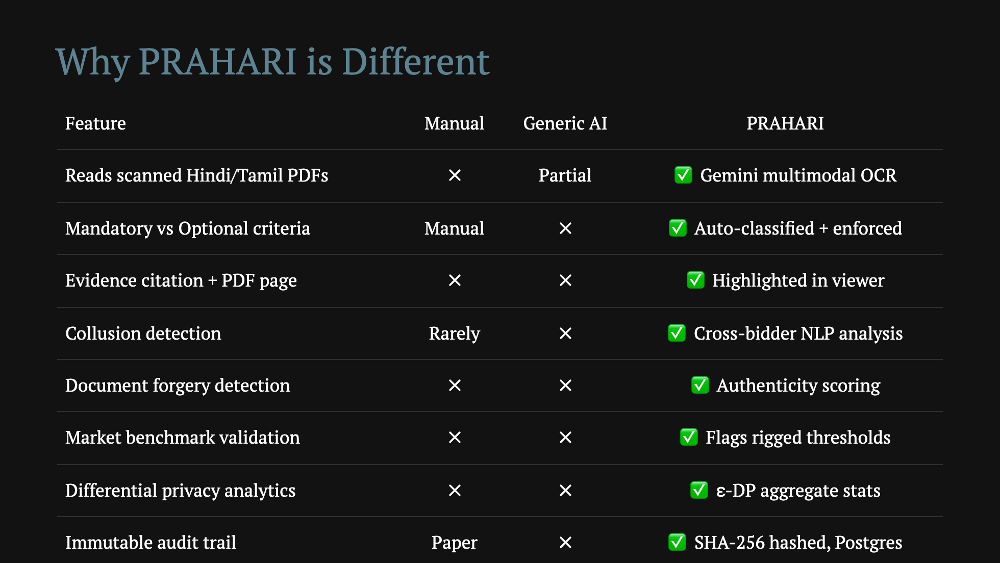 Why PRAHARI is Different
Feature Manual Generic AI PRAHARI
Reads scanned Hindi/Tamil PDFs ✕ Partial ✅ Gemini multimodal OCR
Mandatory vs Optional criteria Manual ✕ ✅ Auto-classified + enforced
Evidence citation + PDF page ✕ ✕ ✅ Highlighted in viewer
Collusion detection Rarely ✕ ✅ Cross-bidder NLP analysis
Document forgery detection ✕ ✕ ✅ Authenticity scoring
Market benchmark validation ✕ ✕ ✅ Flags rigged thresholds
Differential privacy analytics ✕ ✕ ✅ ε-DP aggregate stats
Immutable audit trail Paper ✕ ✅ SHA-256 hashed, Postgres